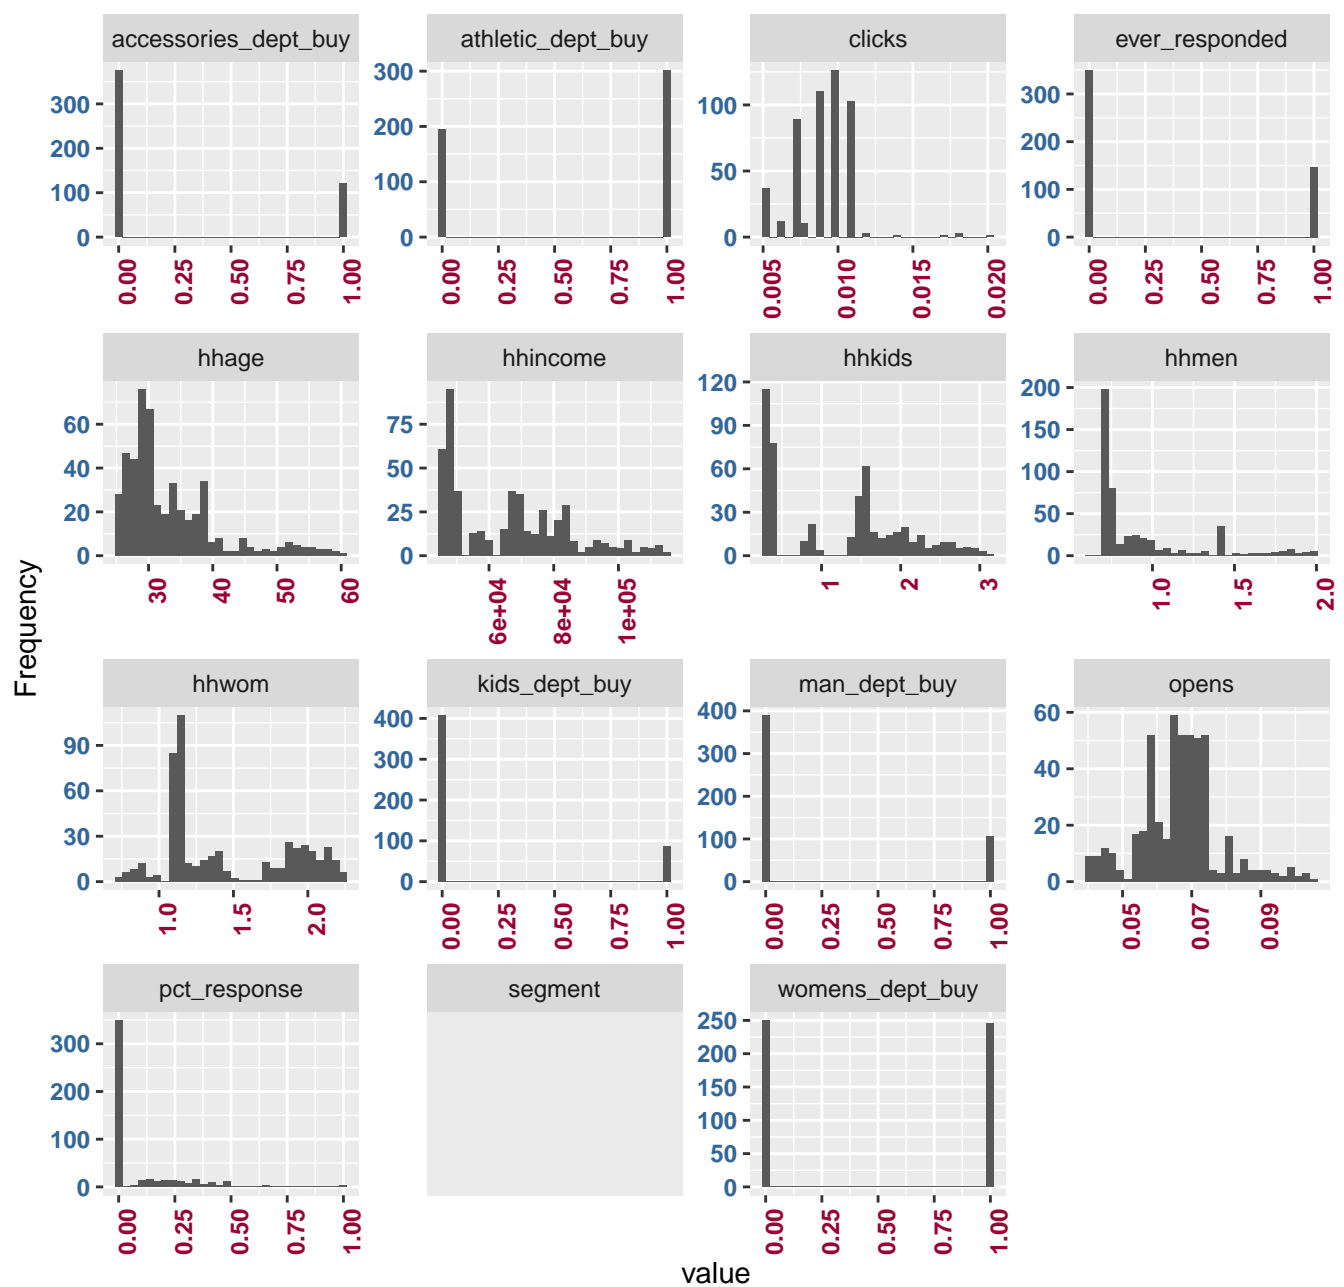 accessories_dept_buy athletic_dept_buy clicks ever_responded
300 200 100 0
300 200 100 0
100 50 0
300 200 100 0
0.00 0.25 0.50 0.75 1.00
0.00 0.25 0.50 0.75 1.00
0.005 0.010 0.015 0.020
0.00 0.25 0.50 0.75 1.00
hhage hhincome hhkids hhmen
60 40 20 0
75 50 25 0
120 90 60 30 0
200 150 100 50 0
30 40 50 60
6e+04 8e+04 1e+05
1 2 3
1.0 1.5 2.0
Frequency
hhwom kids_dept_buy man_dept_buy opens
90 60 30 0
400 300 200 100 0
400 300 200 100 0
60 40 20 0
1.0 1.5 2.0
0.00 0.25 0.50 0.75 1.00
0.00 0.25 0.50 0.75 1.00
0.05 0.07 0.09
pct_response segment womens_dept_buy
300 200 100 0
250 200 150 100 50 0
0.00 0.25 0.50 0.75 1.00
0.00 0.25 0.50 0.75 1.00
value